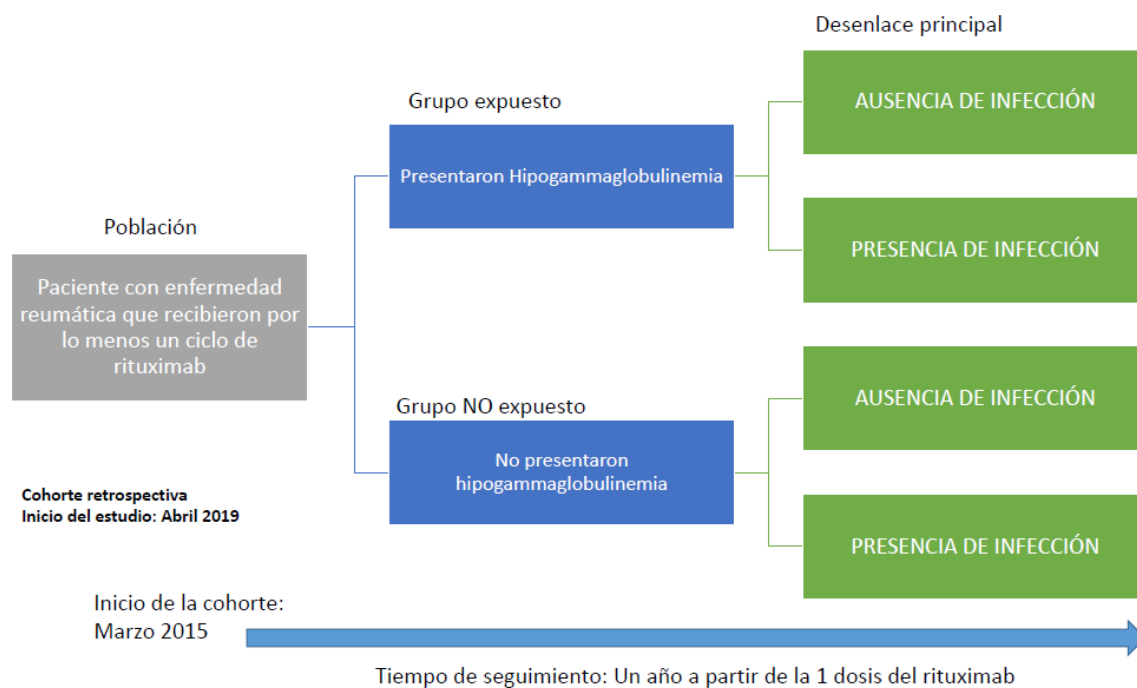 Desenlace principal
AUSENCIA DE INFECCIÓN
Grupo expuesto
Presentaron Hipogammaglobulinemia
PRESENCIA DE INFECCIÓN
Población
Paciente con enfermedad
reumática que recibieron por
lo menos un ciclo de
rituximab
AUSENCIA DE INFECCIÓN
Grupo NO expuesto
No presentaron
hipogammaglobulinemia
PRESENCIA DE INFECCIÓN
Cohorte retrospectiva
Inicio del estudio: Abril 2019
Inicio de la cohorte:
Marzo 2015
Tiempo de seguimiento: Un año a partir de la 1 dosis del rituximab